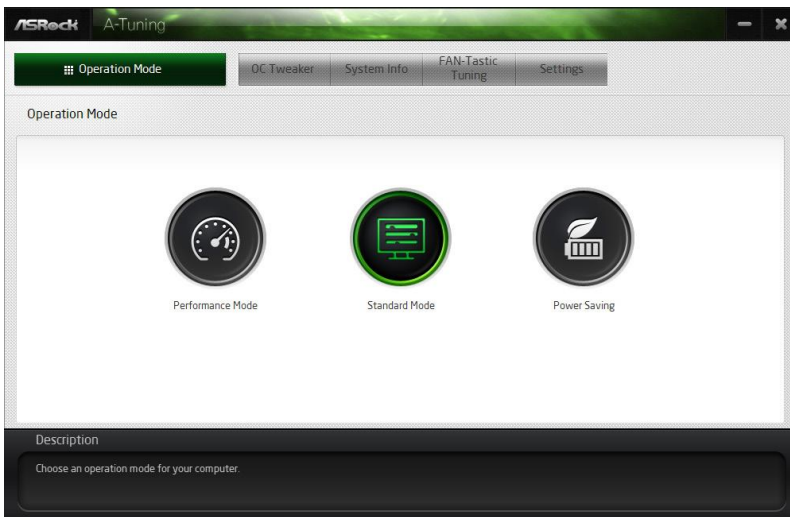 ASRock A-Tuning
Operation Mode OC Tweaker System Info FAN-Tastic Tuning Settings
Operation Mode
Performance Mode Standard Mode Power Saving
Description
Choose an operation mode for your computer.